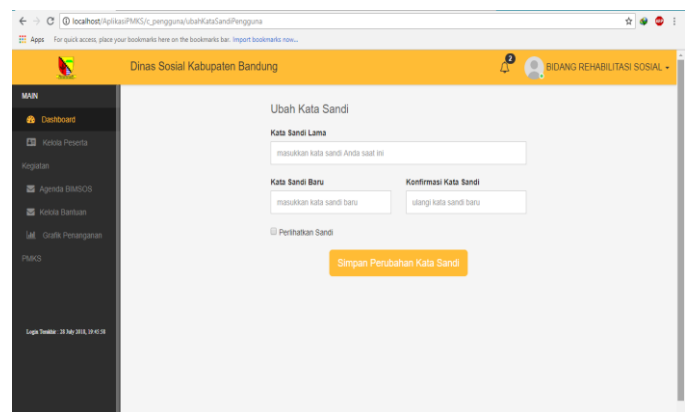 localhost/AplikasiPMKS/c_pengguna/ubahKataSandiPengguna
Apps For quick access, place your bookmarks here on the bookmarks bar. Import bookmarks now...
Dinas Sosial Kabupaten Bandung
2
BIDANG REHABILITASI SOSIAL
MAIN
Dashboard
Kelola Peserta
Kegiatan
Agenda BIMSOS
Kelola Bantuan
Grafik Penanganan
PMKS
Login Terakhir : 28 July 2018, 19:45:58
Ubah Kata Sandi
Kata Sandi Lama
masukkan kata sandi Anda saat ini
Kata Sandi Baru Konfirmasi Kata Sandi
masukkan kata sandi baru ulangi kata sandi baru
Perlihatkan Sandi
Simpan Perubahan Kata Sandi